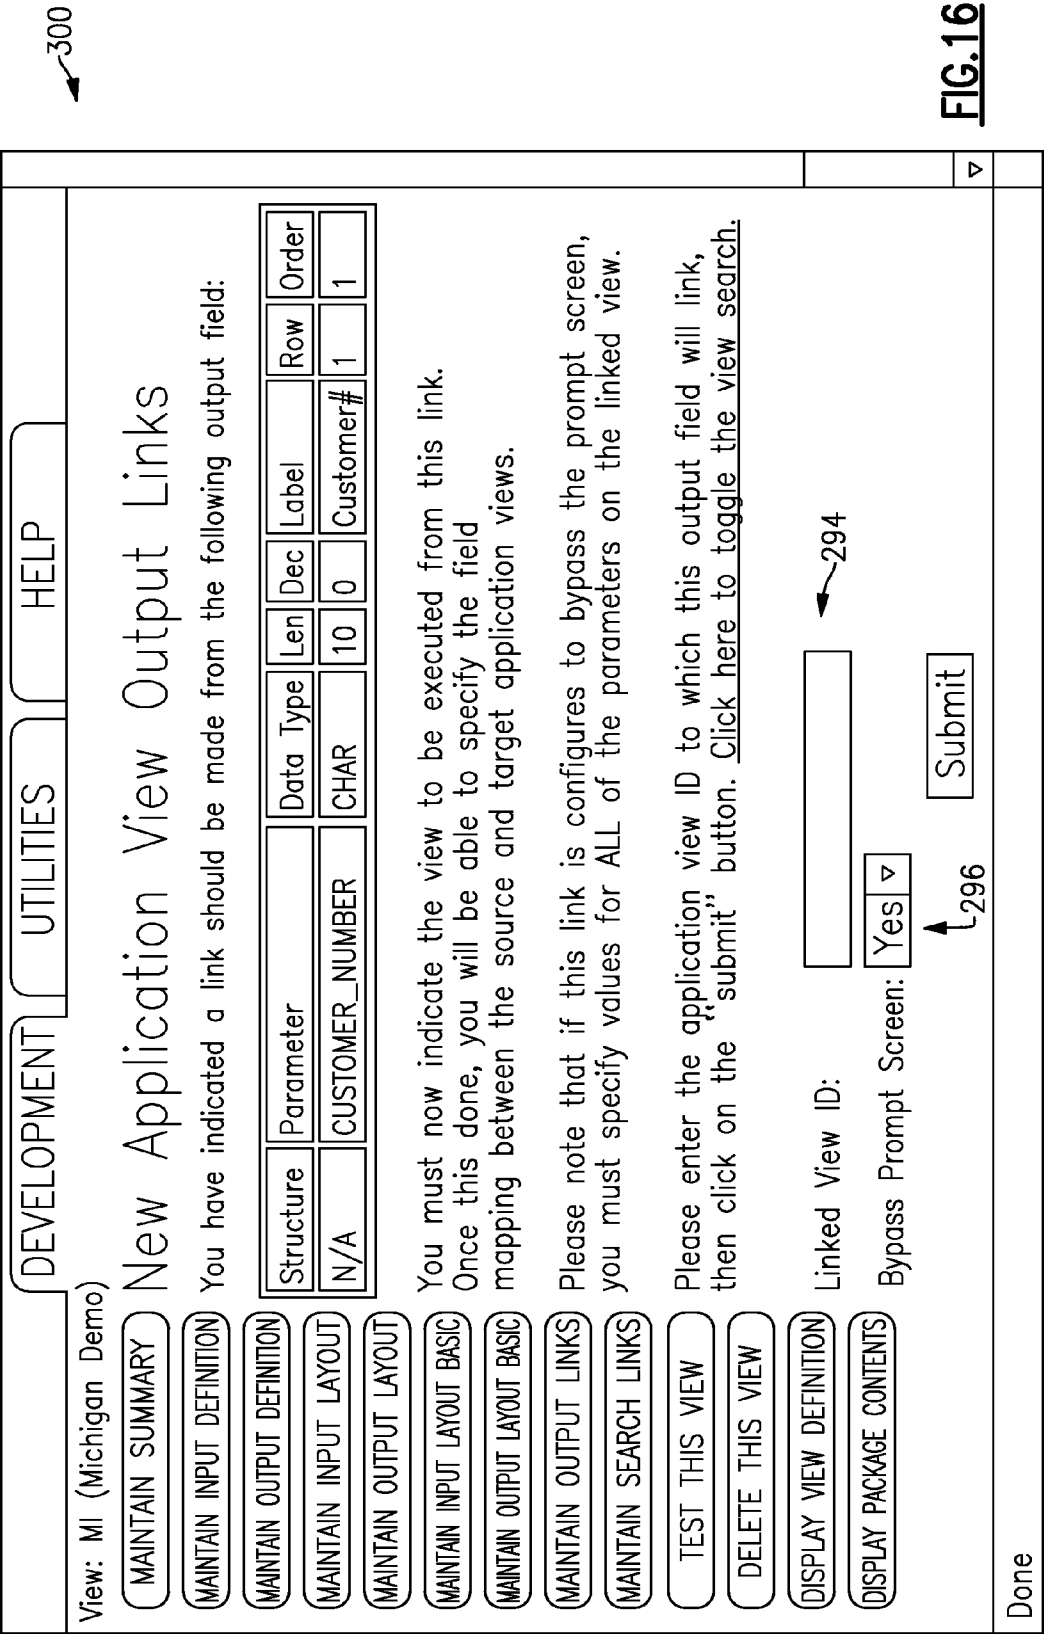 300
DEVELOPMENT UTILITIES HELP
View: MI (Michigan Demo)
MAINTAIN SUMMARY
MAINTAIN INPUT DEFINITION
MAINTAIN OUTPUT DEFINITION
MAINTAIN INPUT LAYOUT
MAINTAIN OUTPUT LAYOUT
MAINTAIN INPUT LAYOUT BASIC
MAINTAIN OUTPUT LAYOUT BASIC
MAINTAIN OUTPUT LINKS
MAINTAIN SEARCH LINKS
TEST THIS VIEW
DELETE THIS VIEW
DISPLAY VIEW DEFINITION
DISPLAY PACKAGE CONTENTS
New Application View Output Links
You have indicated a link should be made from the following output field:
Structure Parameter Data Type Len Dec Label Row Order
N/A CUSTOMER_NUMBER CHAR 10 0 Customer# 1 1
You must now indicate the view to be executed from this link.
Once this done, you will be able to specify the field
mapping between the source and target application views.
Please note that if this link is configures to bypass the prompt screen,
you must specify values for ALL of the parameters on the linked view.
Please enter the application view ID to which this output field will link,
then click on the "submit" button. Click here to toggle the view search.
Linked View ID:
294
Bypass Prompt Screen: Yes
296
Submit
Done
FIG.16